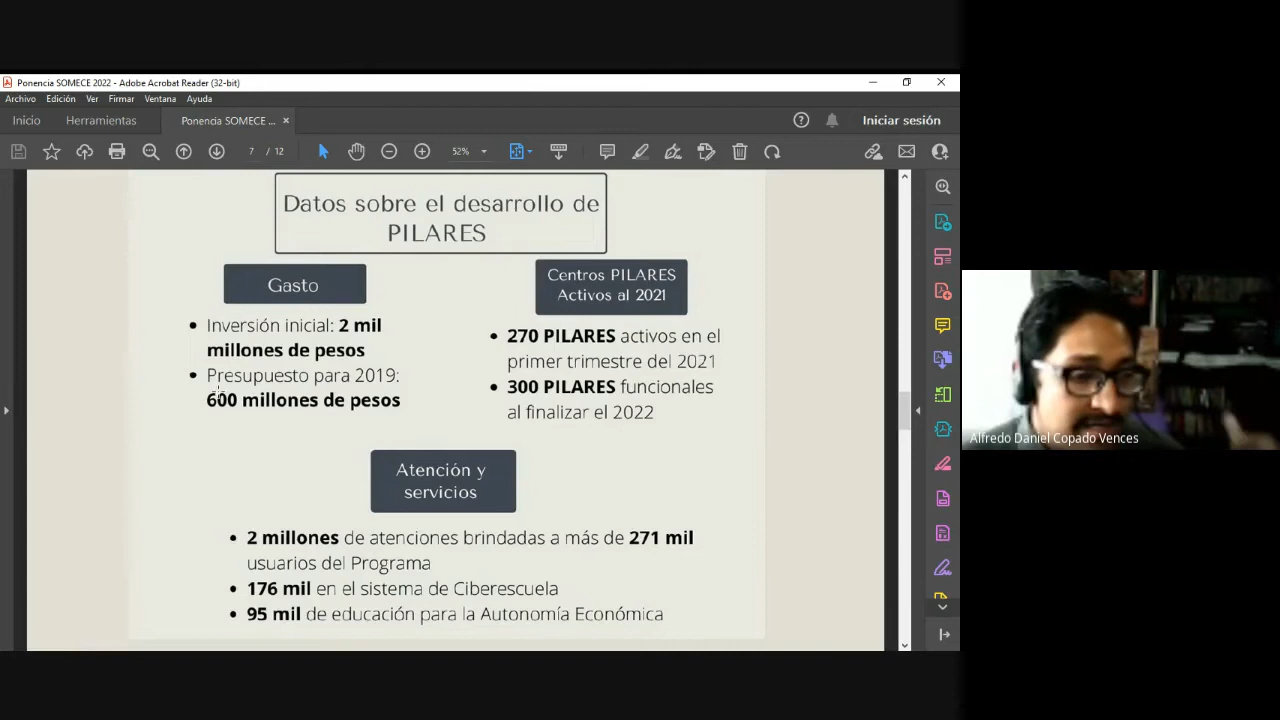 Ponencia SOMECE 2022 - Adobe Acrobat Reader (32-bit)
Archivo Edición Ver Firmar Ventana Ayuda
Inicio Herramientas Ponencia SOMECE ... × Iniciar sesión
7 / 12 52%
Datos sobre el desarrollo de
PILARES
Gasto
• Inversión inicial: 2 mil
millones de pesos
• Presupuesto para 2019:
600 millones de pesos
Centros PILARES
Activos al 2021
• 270 PILARES activos en el
primer trimestre del 2021
• 300 PILARES funcionales
al finalizar el 2022
Atención y
servicios
• 2 millones de atenciones brindadas a más de 271 mil
usuarios del Programa
• 176 mil en el sistema de Ciberescuela
• 95 mil de educación para la Autonomía Económica
Alfredo Daniel Copado Vences